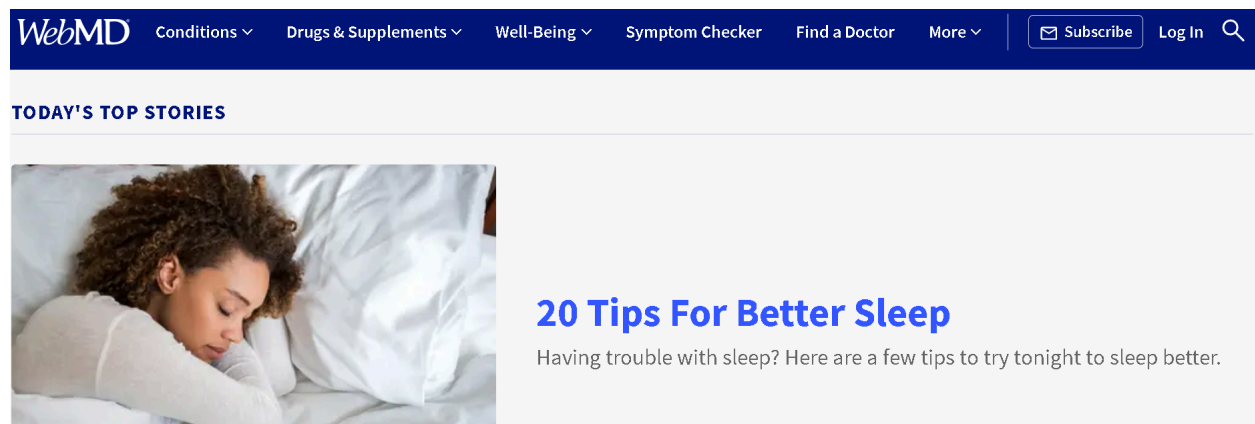 WebMD Conditions Drugs & Supplements Well-Being Symptom Checker Find a Doctor More Subscribe Log In
TODAY'S TOP STORIES
20 Tips For Better Sleep
Having trouble with sleep? Here are a few tips to try tonight to sleep better.